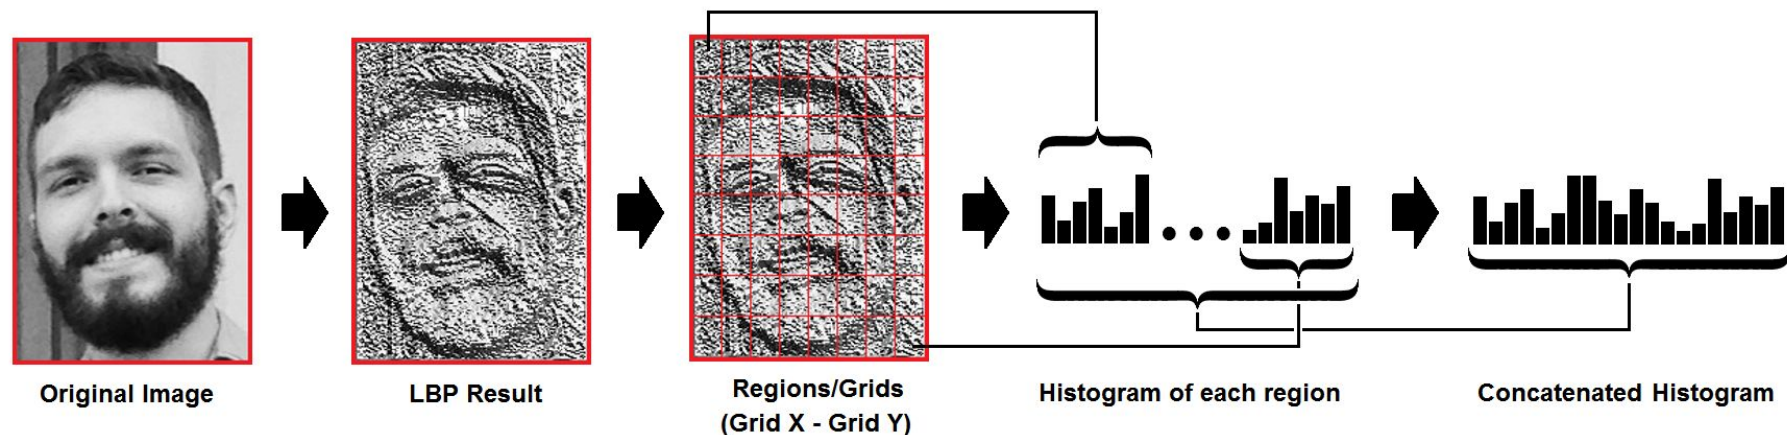 Original Image
LBP Result
Regions/Grids
(Grid X - Grid Y)
Histogram of each region
Concatenated Histogram